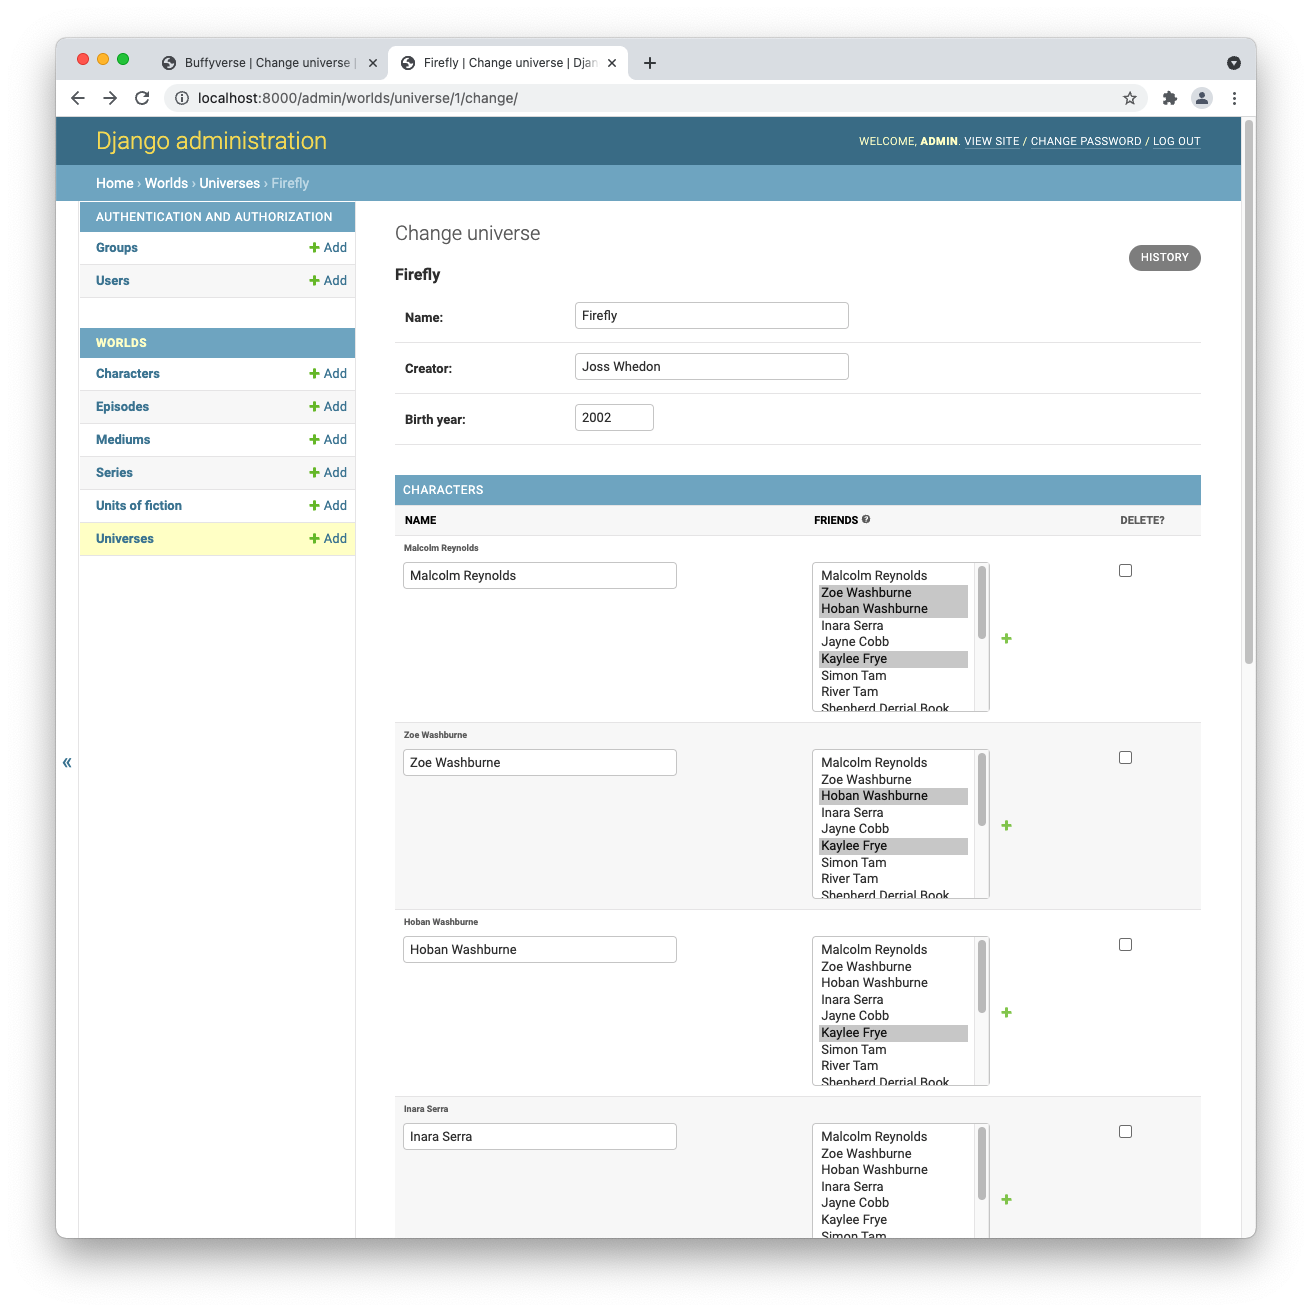 Buffyverse | Change universe |
Firefly | Change universe | Djan
localhost:8000/admin/worlds/universe/1/change/
Django administration
WELCOME, ADMIN. VIEW SITE / CHANGE PASSWORD / LOG OUT
Home › Worlds › Universes › Firefly
AUTHENTICATION AND AUTHORIZATION
Groups + Add
Users + Add
WORLDS
Characters + Add
Episodes + Add
Mediums + Add
Series + Add
Units of fiction + Add
Universes + Add
«
Change universe
HISTORY
Firefly
Name: Firefly
Creator: Joss Whedon
Birth year: 2002
CHARACTERS
NAME FRIENDS ? DELETE?
Malcolm Reynolds
Malcolm Reynolds
Malcolm Reynolds
Zoe Washburne
Hoban Washburne
Inara Serra
Jayne Cobb
Kaylee Frye
Simon Tam
River Tam
Shepherd Derrial Book
Zoe Washburne
Zoe Washburne
Malcolm Reynolds
Zoe Washburne
Hoban Washburne
Inara Serra
Jayne Cobb
Kaylee Frye
Simon Tam
River Tam
Shepherd Derrial Book
Hoban Washburne
Hoban Washburne
Malcolm Reynolds
Zoe Washburne
Hoban Washburne
Inara Serra
Jayne Cobb
Kaylee Frye
Simon Tam
River Tam
Shepherd Derrial Book
Inara Serra
Inara Serra
Malcolm Reynolds
Zoe Washburne
Hoban Washburne
Inara Serra
Jayne Cobb
Kaylee Frye
Simon Tam